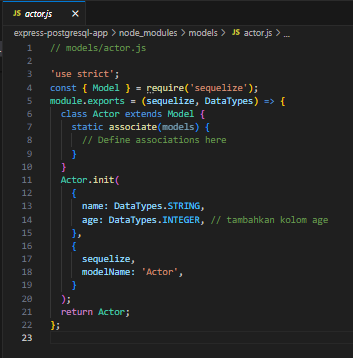 JS actor.js ×
express-postgresql-app > node_modules > models > JS actor.js > ...
1 // models/actor.js
2
3 'use strict';
4 const { Model } = require('sequelize');
5 module.exports = (sequelize, DataTypes) => {
6 class Actor extends Model {
7 static associate(models) {
8 // Define associations here
9 }
10 }
11 Actor.init(
12 {
13 name: DataTypes.STRING,
14 age: DataTypes.INTEGER, // tambahkan kolom age
15 },
16 {
17 sequelize,
18 modelName: 'Actor',
19 }
20 );
21 return Actor;
22 };
23